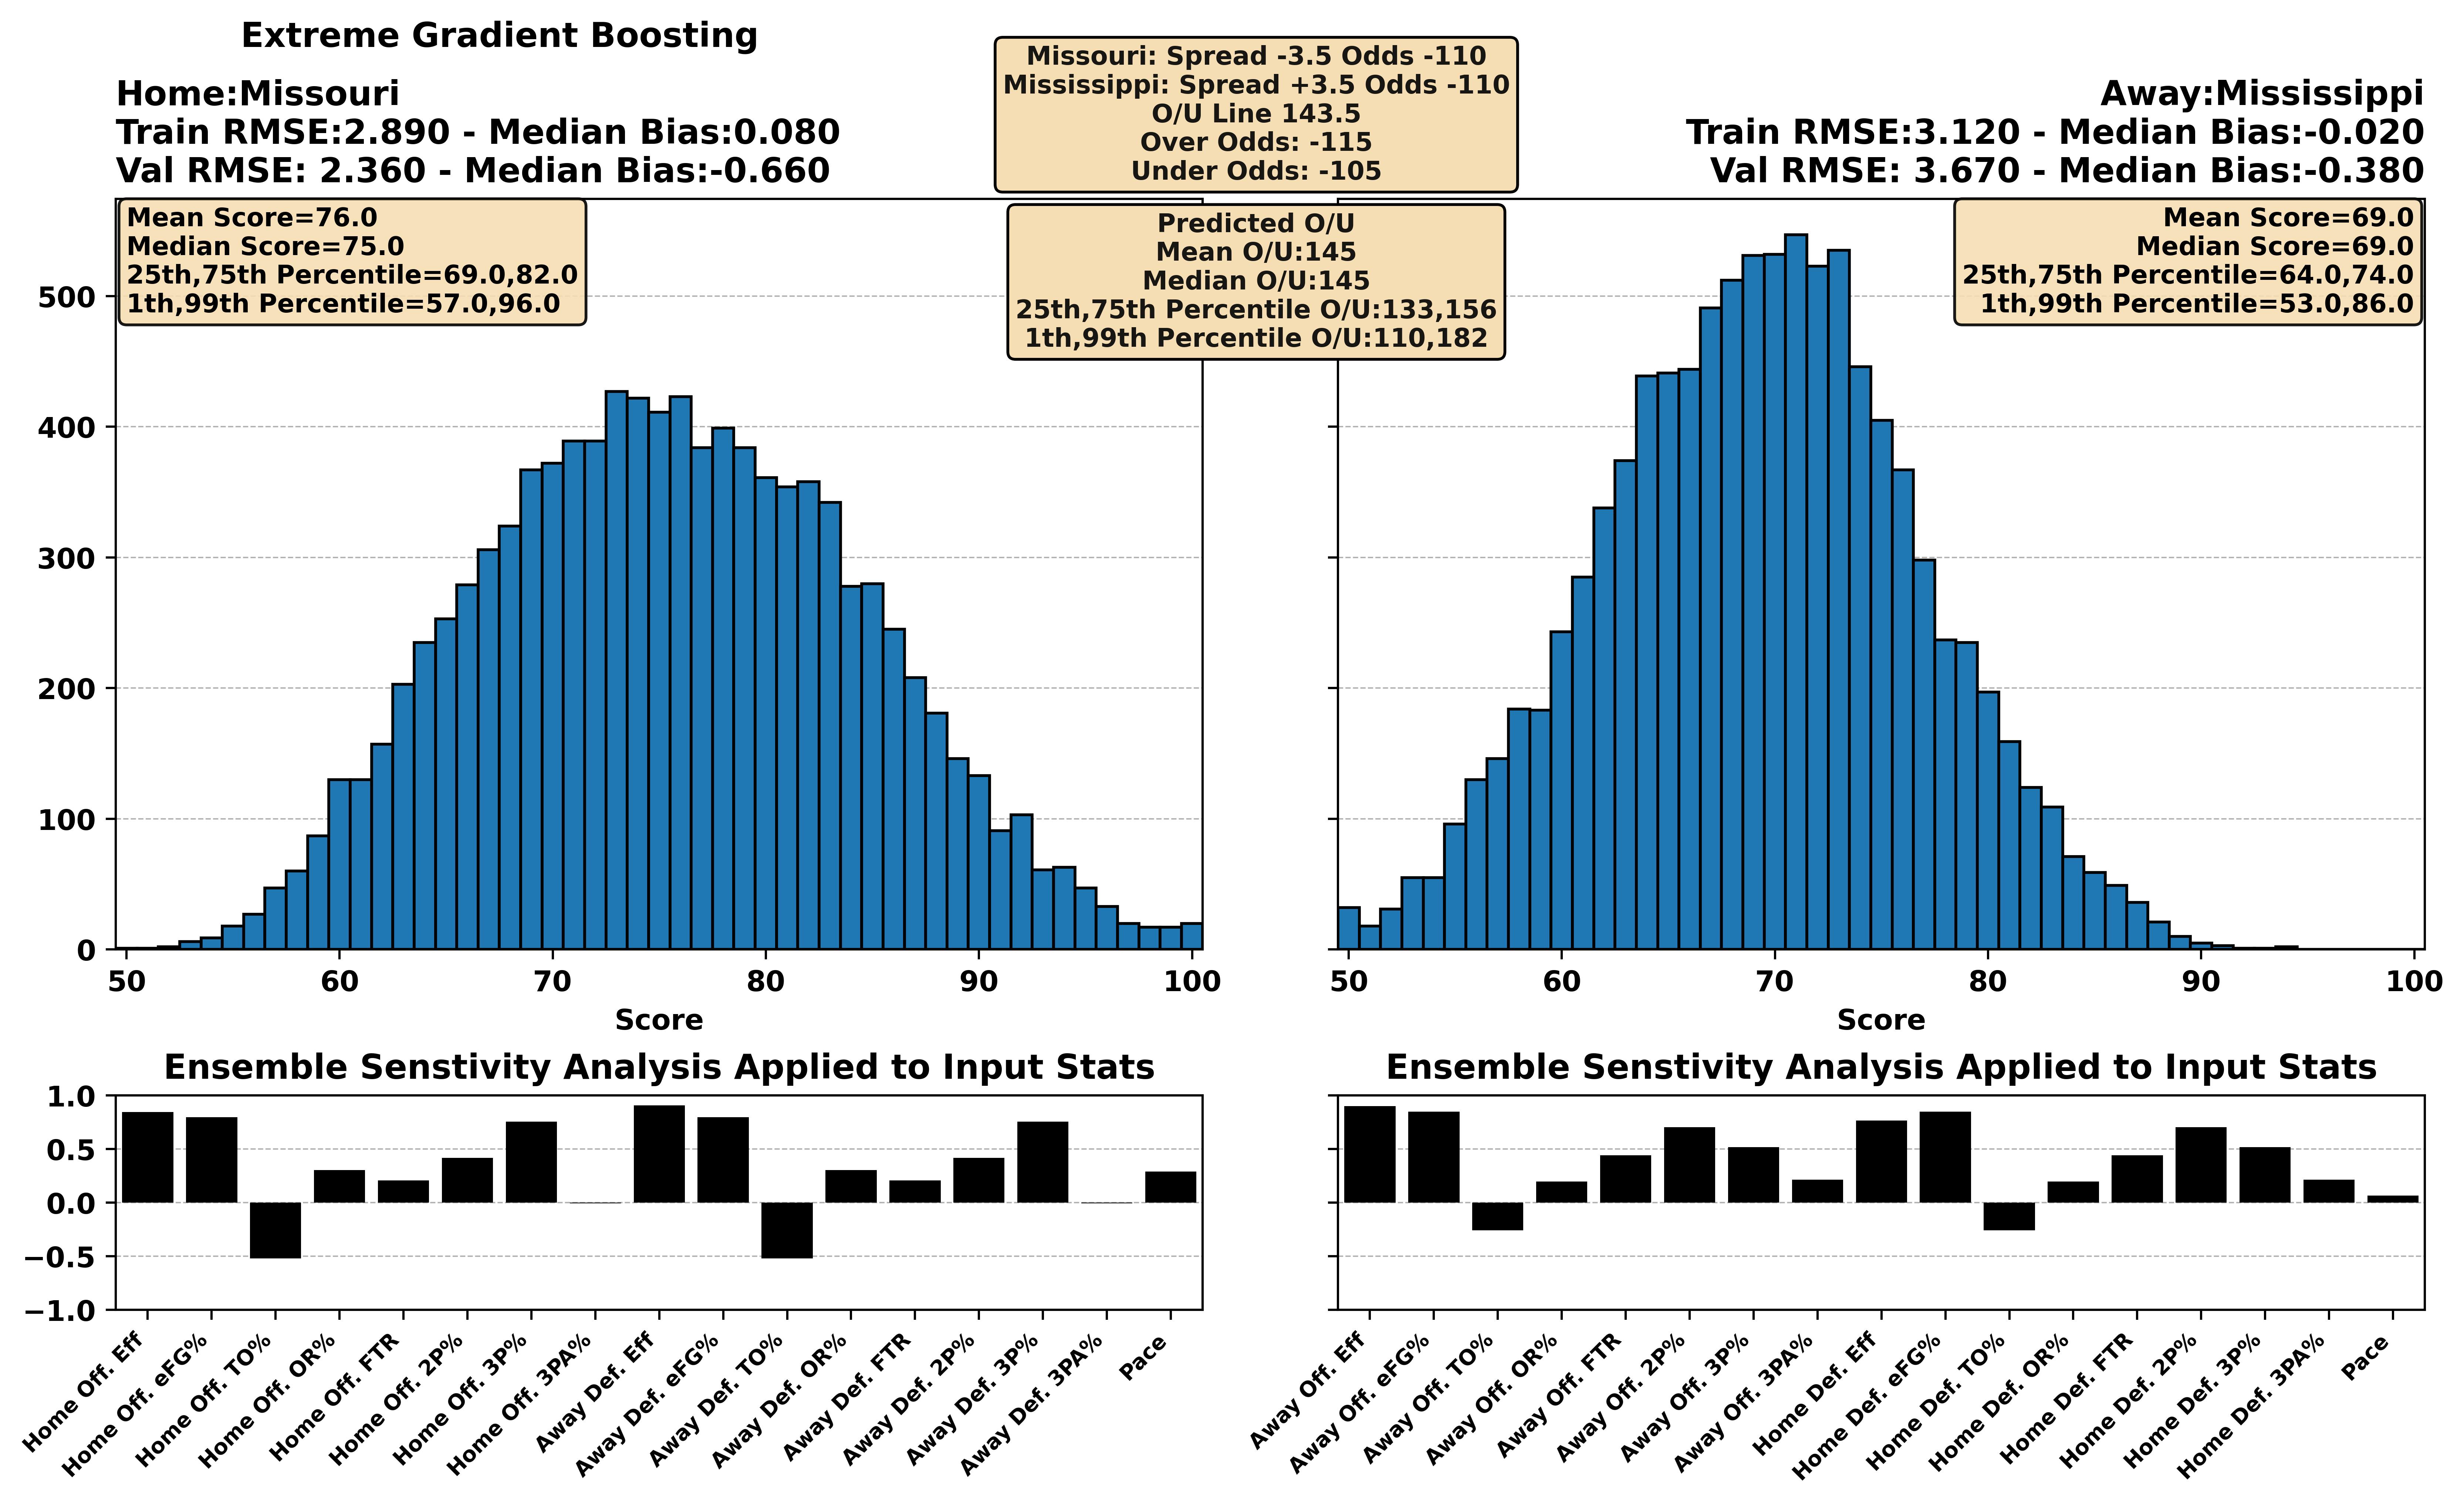 Extreme Gradient Boosting
Home:Missouri
Train RMSE:2.890 - Median Bias:0.080
Val RMSE: 2.360 - Median Bias:-0.660
Missouri: Spread -3.5 Odds -110
Mississippi: Spread +3.5 Odds -110
O/U Line 143.5
Over Odds: -115
Under Odds: -105
Away:Mississippi
Train RMSE:3.120 - Median Bias:-0.020
Val RMSE: 3.670 - Median Bias:-0.380
Mean Score=76.0
Median Score=75.0
25th,75th Percentile=69.0,82.0
1th,99th Percentile=57.0,96.0
Predicted O/U
Mean O/U:145
Median O/U:145
25th,75th Percentile O/U:133,156
1th,99th Percentile O/U:110,182
Mean Score=69.0
Median Score=69.0
25th,75th Percentile=64.0,74.0
1th,99th Percentile=53.0,86.0
500
400
300
200
100
0
50 60 70 80 90 100
Score
50 60 70 80 90 100
Score
Ensemble Senstivity Analysis Applied to Input Stats
1.0
0.5
0.0
−0.5
−1.0
Home Off. Eff
Home Off. eFG%
Home Off. TO%
Home Off. OR%
Home Off. FTR
Home Off. 2P%
Home Off. 3P%
Home Off. 3PA%
Away Def. Eff
Away Def. eFG%
Away Def. TO%
Away Def. OR%
Away Def. FTR
Away Def. 2P%
Away Def. 3P%
Away Def. 3PA%
Pace
Ensemble Senstivity Analysis Applied to Input Stats
Away Off. Eff
Away Off. eFG%
Away Off. TO%
Away Off. OR%
Away Off. FTR
Away Off. 2P%
Away Off. 3P%
Away Off. 3PA%
Home Def. Eff
Home Def. eFG%
Home Def. TO%
Home Def. OR%
Home Def. FTR
Home Def. 2P%
Home Def. 3P%
Home Def. 3PA%
Pace